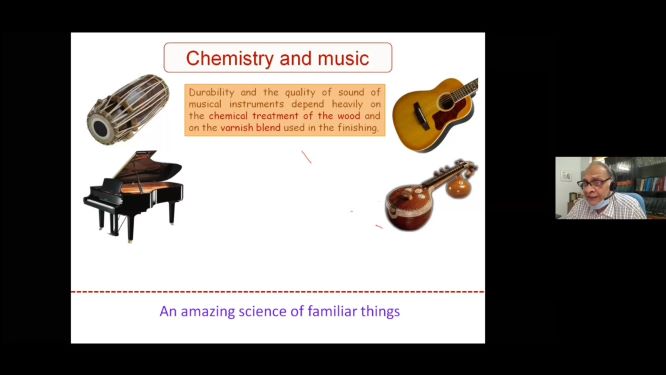 Chemistry and music
Durability and the quality of sound of
musical instruments depend heavily on
the chemical treatment of the wood and
on the varnish blend used in the finishing.
An amazing science of familiar things